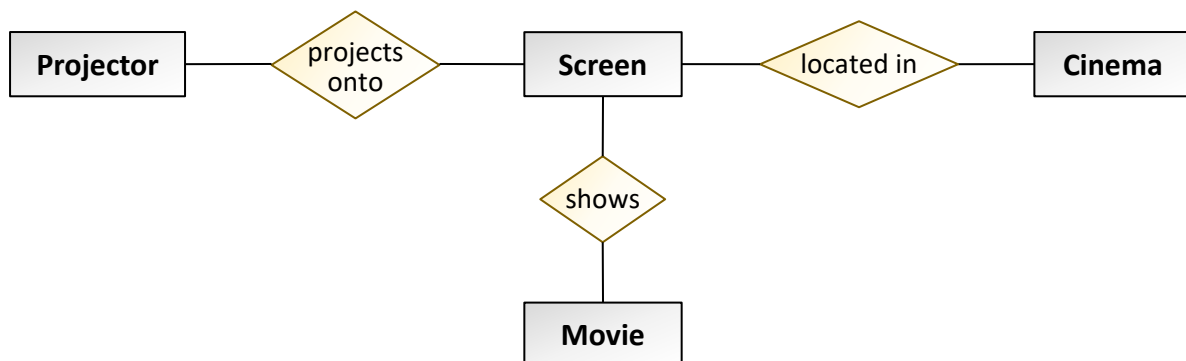 Projector
projects
onto
Screen
located in
Cinema
shows
Movie